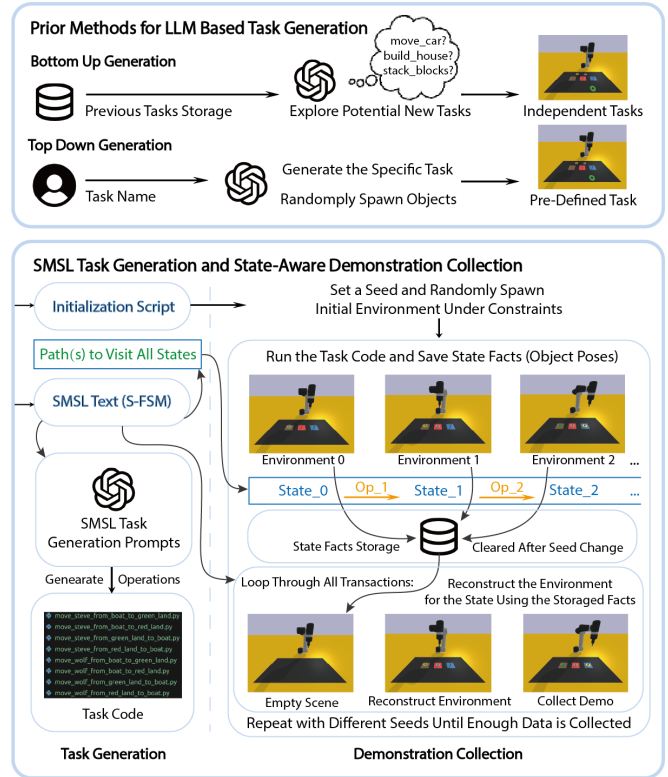 Prior Methods for LLM Based Task Generation
Bottom Up Generation
move_car?
build_house?
stack_blocks?
Previous Tasks Storage
Explore Potential New Tasks
Independent Tasks
Top Down Generation
Task Name
Generate the Specific Task
Randomply Spawn Objects
Pre-Defined Task
SMSL Task Generation and State-Aware Demonstration Collection
Initialization Script
Set a Seed and Randomly Spawn
Initial Environment Under Constraints
Path(s) to Visit All States
SMSL Text (S-FSM)
Run the Task Code and Save State Facts (Object Poses)
Environment 0
Environment 1
Environment 2
...
State_0
Op_1
State_1
Op_2
State_2
...
SMSL Task
Generation Prompts
State Facts Storage
Cleared After Seed Change
Genearate
Operations
Loop Through All Transactions:
Reconstruct the Environment
for the State Using the Storaged Facts
move_steve_from_boat_to_green_land.py
move_steve_from_boat_to_red_land.py
move_steve_from_green_land_to_boat.py
move_steve_from_red_land_to_boat.py
move_wolf_from_boat_to_green_land.py
move_wolf_from_boat_to_red_land.py
move_wolf_from_green_land_to_boat.py
move_wolf_from_red_land_to_boat.py
Task Code
Empty Scene
Reconstruct Environment
Collect Demo
Repeat with Different Seeds Until Enough Data is Collected
Task Generation
Demonstration Collection